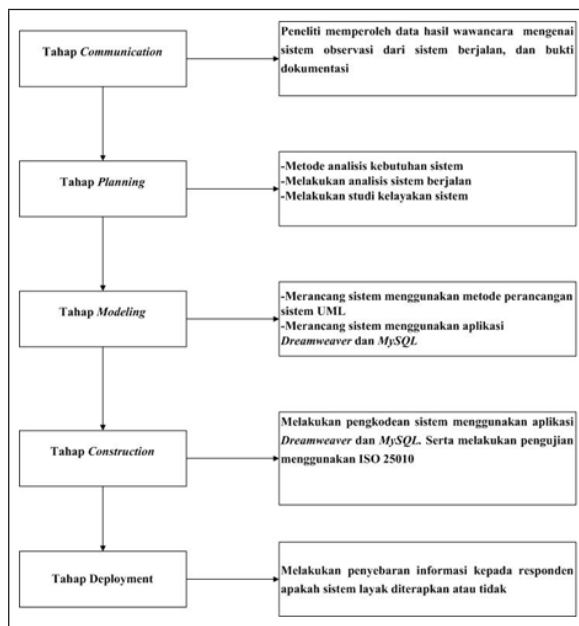 Tahap Communication
Peneliti memperoleh data hasil wawancara mengenai
sistem observasi dari sistem berjalan, dan bukti
dokumentasi
Tahap Planning
-Metode analisis kebutuhan sistem
-Melakukan analisis sistem berjalan
-Melakukan studi kelayakan sistem
Tahap Modeling
-Merancang sistem menggunakan metode perancangan
sistem UML
-Merancang sistem menggunakan aplikasi
Dreamweaver dan MySQL
Tahap Construction
Melakukan pengkodean sistem menggunakan aplikasi
Dreamweaver dan MySQL. Serta melakukan pengujian
menggunakan ISO 25010
Tahap Deployment
Melakukan penyebaran informasi kepada responden
apakah sistem layak diterapkan atau tidak